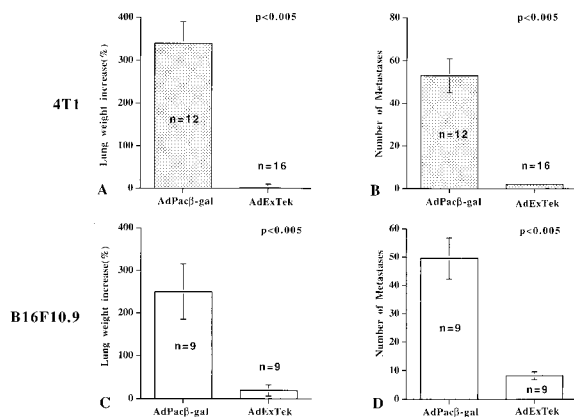 4T1
Lung weight increase(%)
400
300
200
100
0
p<0.005
n=12
n=16
A
AdPacβ-gal
AdExTek
Number of Metastases
80
60
40
20
0
p<0.005
n=12
n=16
B
AdPacβ-gal
AdExTek
B16F10.9
Lung weight increase(%)
400
300
200
100
0
p<0.005
n=9
n=9
C
AdPacβ-gal
AdExTek
Number of Metastases
60
50
40
30
20
10
0
p<0.005
n=9
n=9
D
AdPacβ-gal
AdExTek